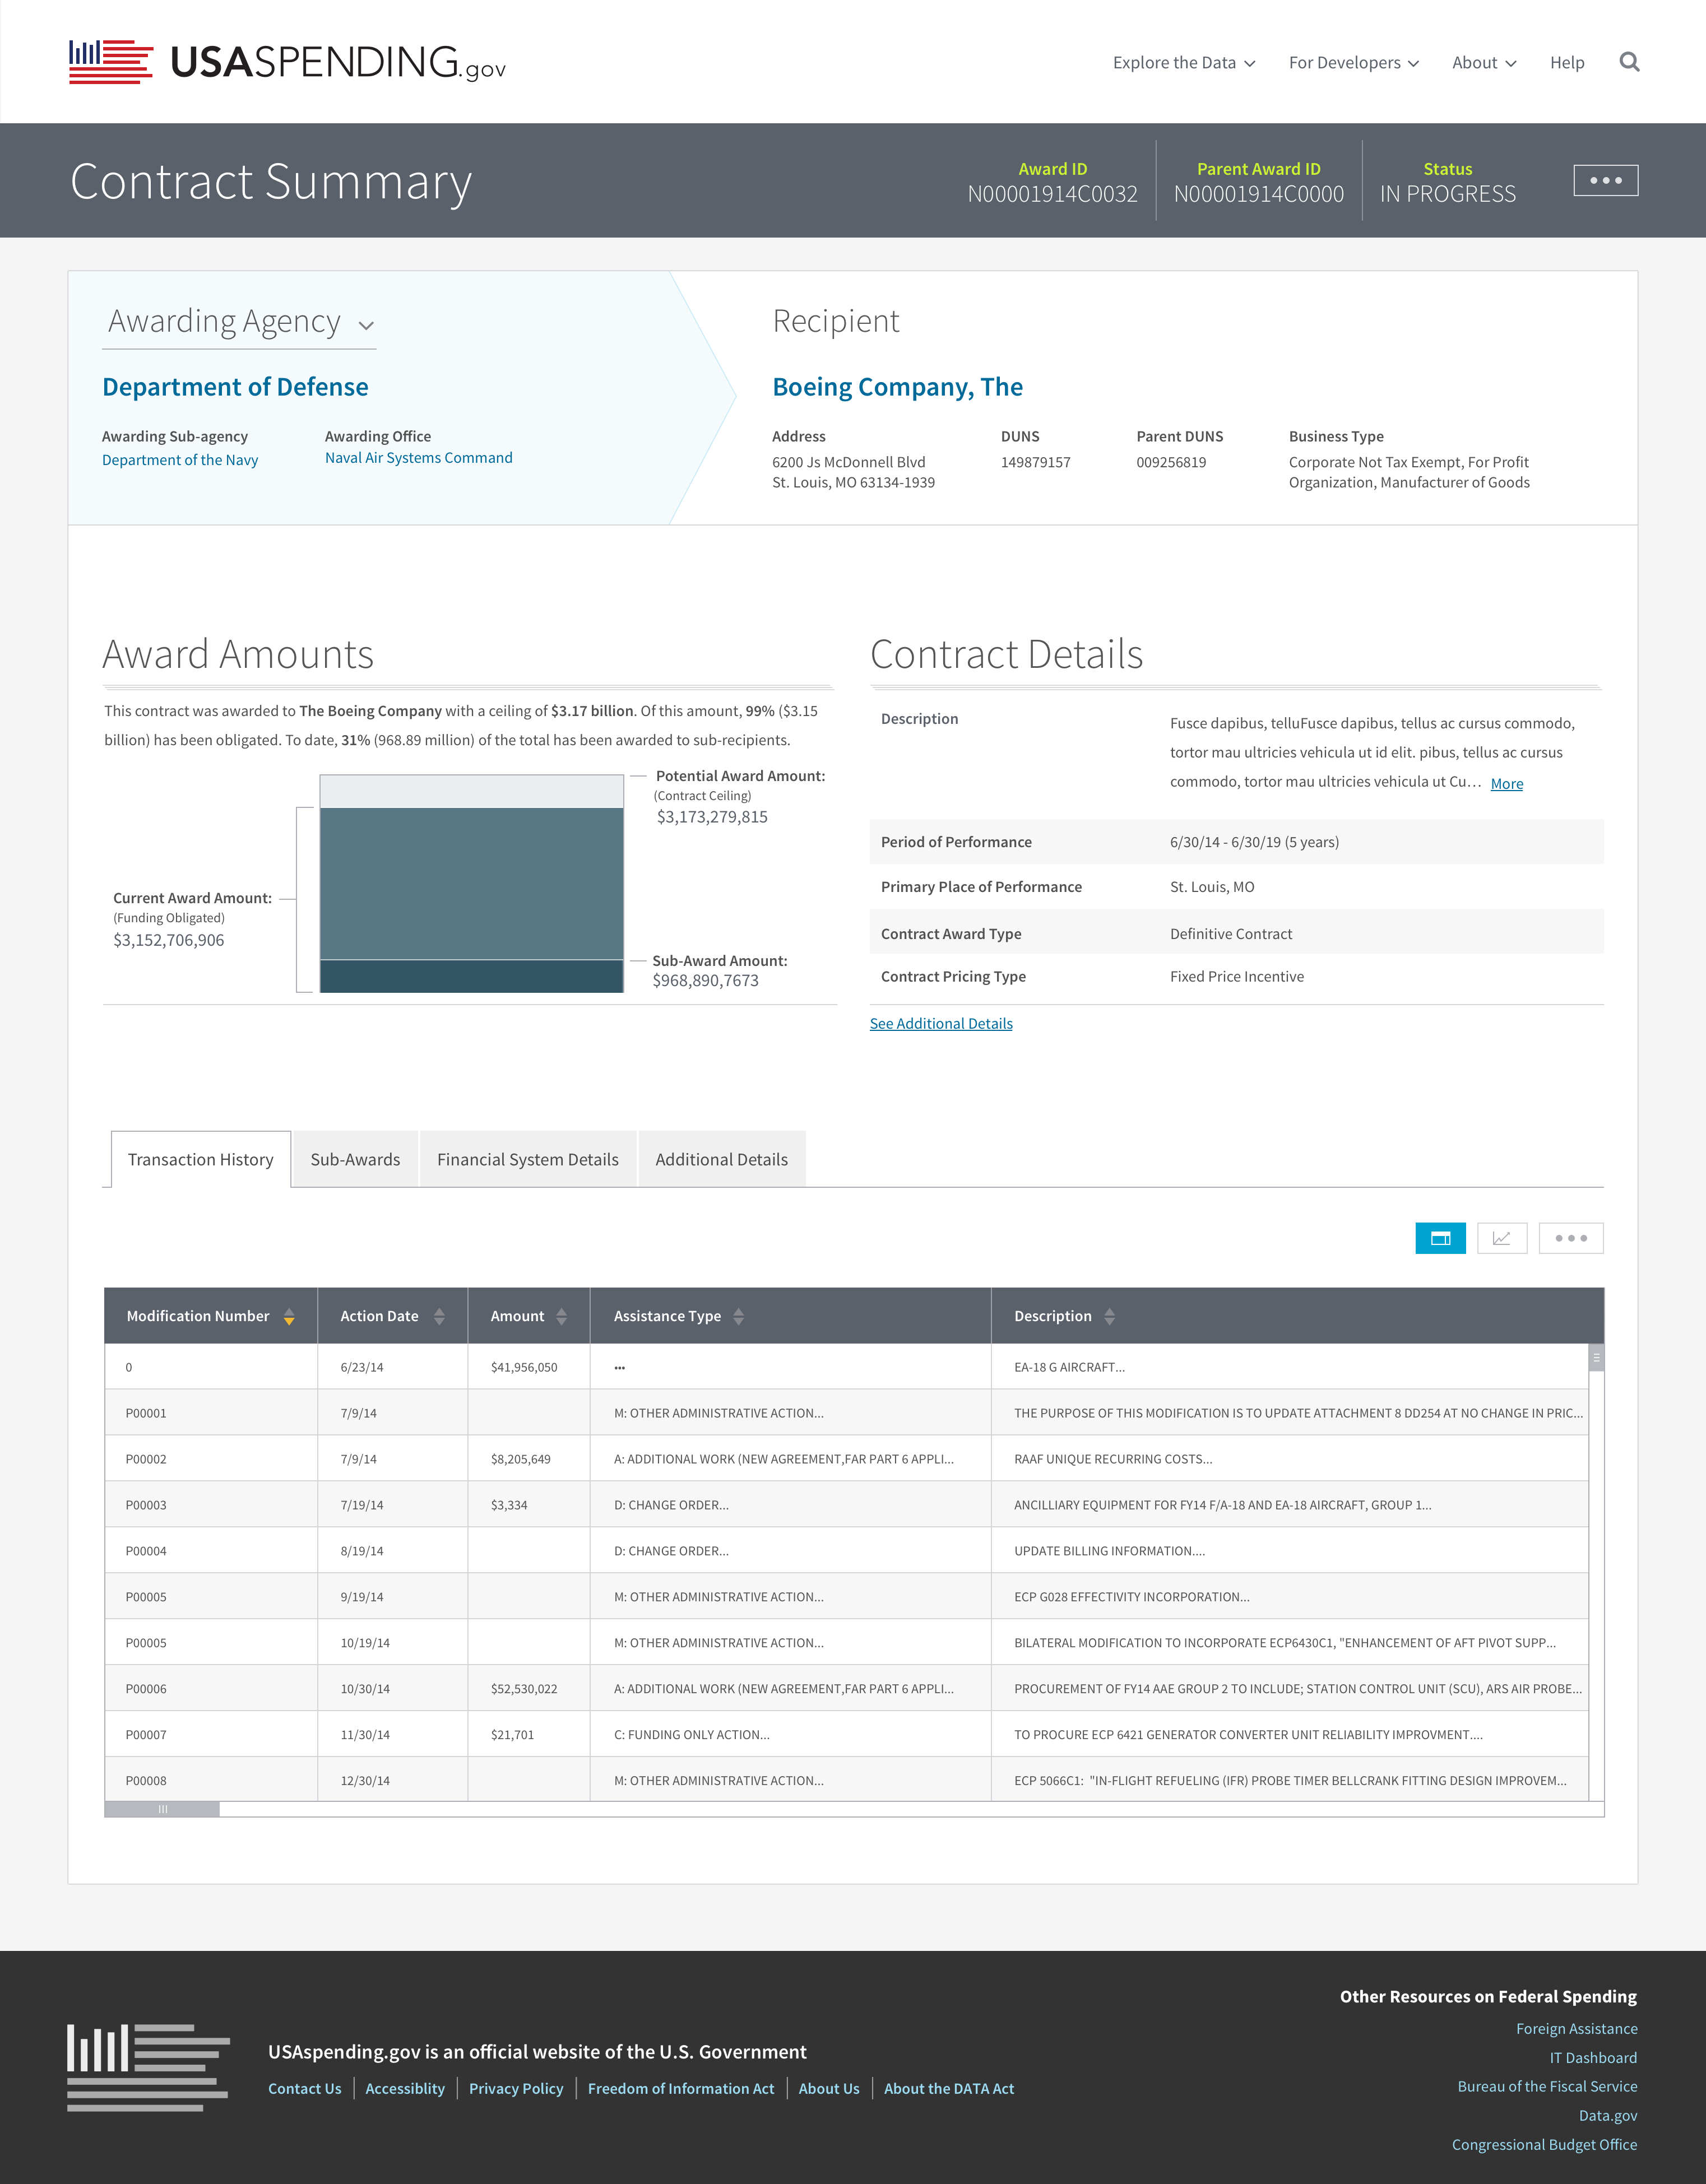 USASPENDING.gov
Explore the Data
For Developers
About
Help
Contract Summary
Award ID
N00001914C0032
Parent Award ID
N00001914C0000
Status
IN PROGRESS
Awarding Agency
Department of Defense
Awarding Sub-agency
Department of the Navy
Awarding Office
Naval Air Systems Command
Recipient
Boeing Company, The
Address
6200 Js McDonnell Blvd
St. Louis, MO 63134-1939
DUNS
149879157
Parent DUNS
009256819
Business Type
Corporate Not Tax Exempt, For Profit
Organization, Manufacturer of Goods
Award Amounts
This contract was awarded to The Boeing Company with a ceiling of $3.17 billion. Of this amount, 99% ($3.15
billion) has been obligated. To date, 31% (968.89 million) of the total has been awarded to sub-recipients.
Potential Award Amount:
(Contract Ceiling)
$3,173,279,815
Current Award Amount:
(Funding Obligated)
$3,152,706,906
Sub-Award Amount:
$968,890,7673
Contract Details
Description
Fusce dapibus, telluFusce dapibus, tellus ac cursus commodo,
tortor mau ultricies vehicula ut id elit. pibus, tellus ac cursus
commodo, tortor mau ultricies vehicula ut Cu... More
Period of Performance 6/30/14 - 6/30/19 (5 years)
Primary Place of Performance St. Louis, MO
Contract Award Type Definitive Contract
Contract Pricing Type Fixed Price Incentive
See Additional Details
Transaction History
Sub-Awards
Financial System Details
Additional Details
Modification Number Action Date Amount Assistance Type Description
0 6/23/14 $41,956,050 ... EA-18 G AIRCRAFT...
P00001 7/9/14 M: OTHER ADMINISTRATIVE ACTION... THE PURPOSE OF THIS MODIFICATION IS TO UPDATE ATTACHMENT 8 DD254 AT NO CHANGE IN PRIC...
P00002 7/9/14 $8,205,649 A: ADDITIONAL WORK (NEW AGREEMENT,FAR PART 6 APPLI... RAAF UNIQUE RECURRING COSTS...
P00003 7/19/14 $3,334 D: CHANGE ORDER... ANCILLIARY EQUIPMENT FOR FY14 F/A-18 AND EA-18 AIRCRAFT, GROUP 1...
P00004 8/19/14 D: CHANGE ORDER... UPDATE BILLING INFORMATION....
P00005 9/19/14 M: OTHER ADMINISTRATIVE ACTION... ECP G028 EFFECTIVITY INCORPORATION...
P00005 10/19/14 M: OTHER ADMINISTRATIVE ACTION... BILATERAL MODIFICATION TO INCORPORATE ECP6430C1, "ENHANCEMENT OF AFT PIVOT SUPP...
P00006 10/30/14 $52,530,022 A: ADDITIONAL WORK (NEW AGREEMENT,FAR PART 6 APPLI... PROCUREMENT OF FY14 AAE GROUP 2 TO INCLUDE; STATION CONTROL UNIT (SCU), ARS AIR PROBE...
P00007 11/30/14 $21,701 C: FUNDING ONLY ACTION... TO PROCURE ECP 6421 GENERATOR CONVERTER UNIT RELIABILITY IMPROVMENT....
P00008 12/30/14 M: OTHER ADMINISTRATIVE ACTION... ECP 5066C1: "IN-FLIGHT REFUELING (IFR) PROBE TIMER BELLCRANK FITTING DESIGN IMPROVEM...
USAspending.gov is an official website of the U.S. Government
Contact Us
Accessiblity
Privacy Policy
Freedom of Information Act
About Us
About the DATA Act
Other Resources on Federal Spending
Foreign Assistance
IT Dashboard
Bureau of the Fiscal Service
Data.gov
Congressional Budget Office